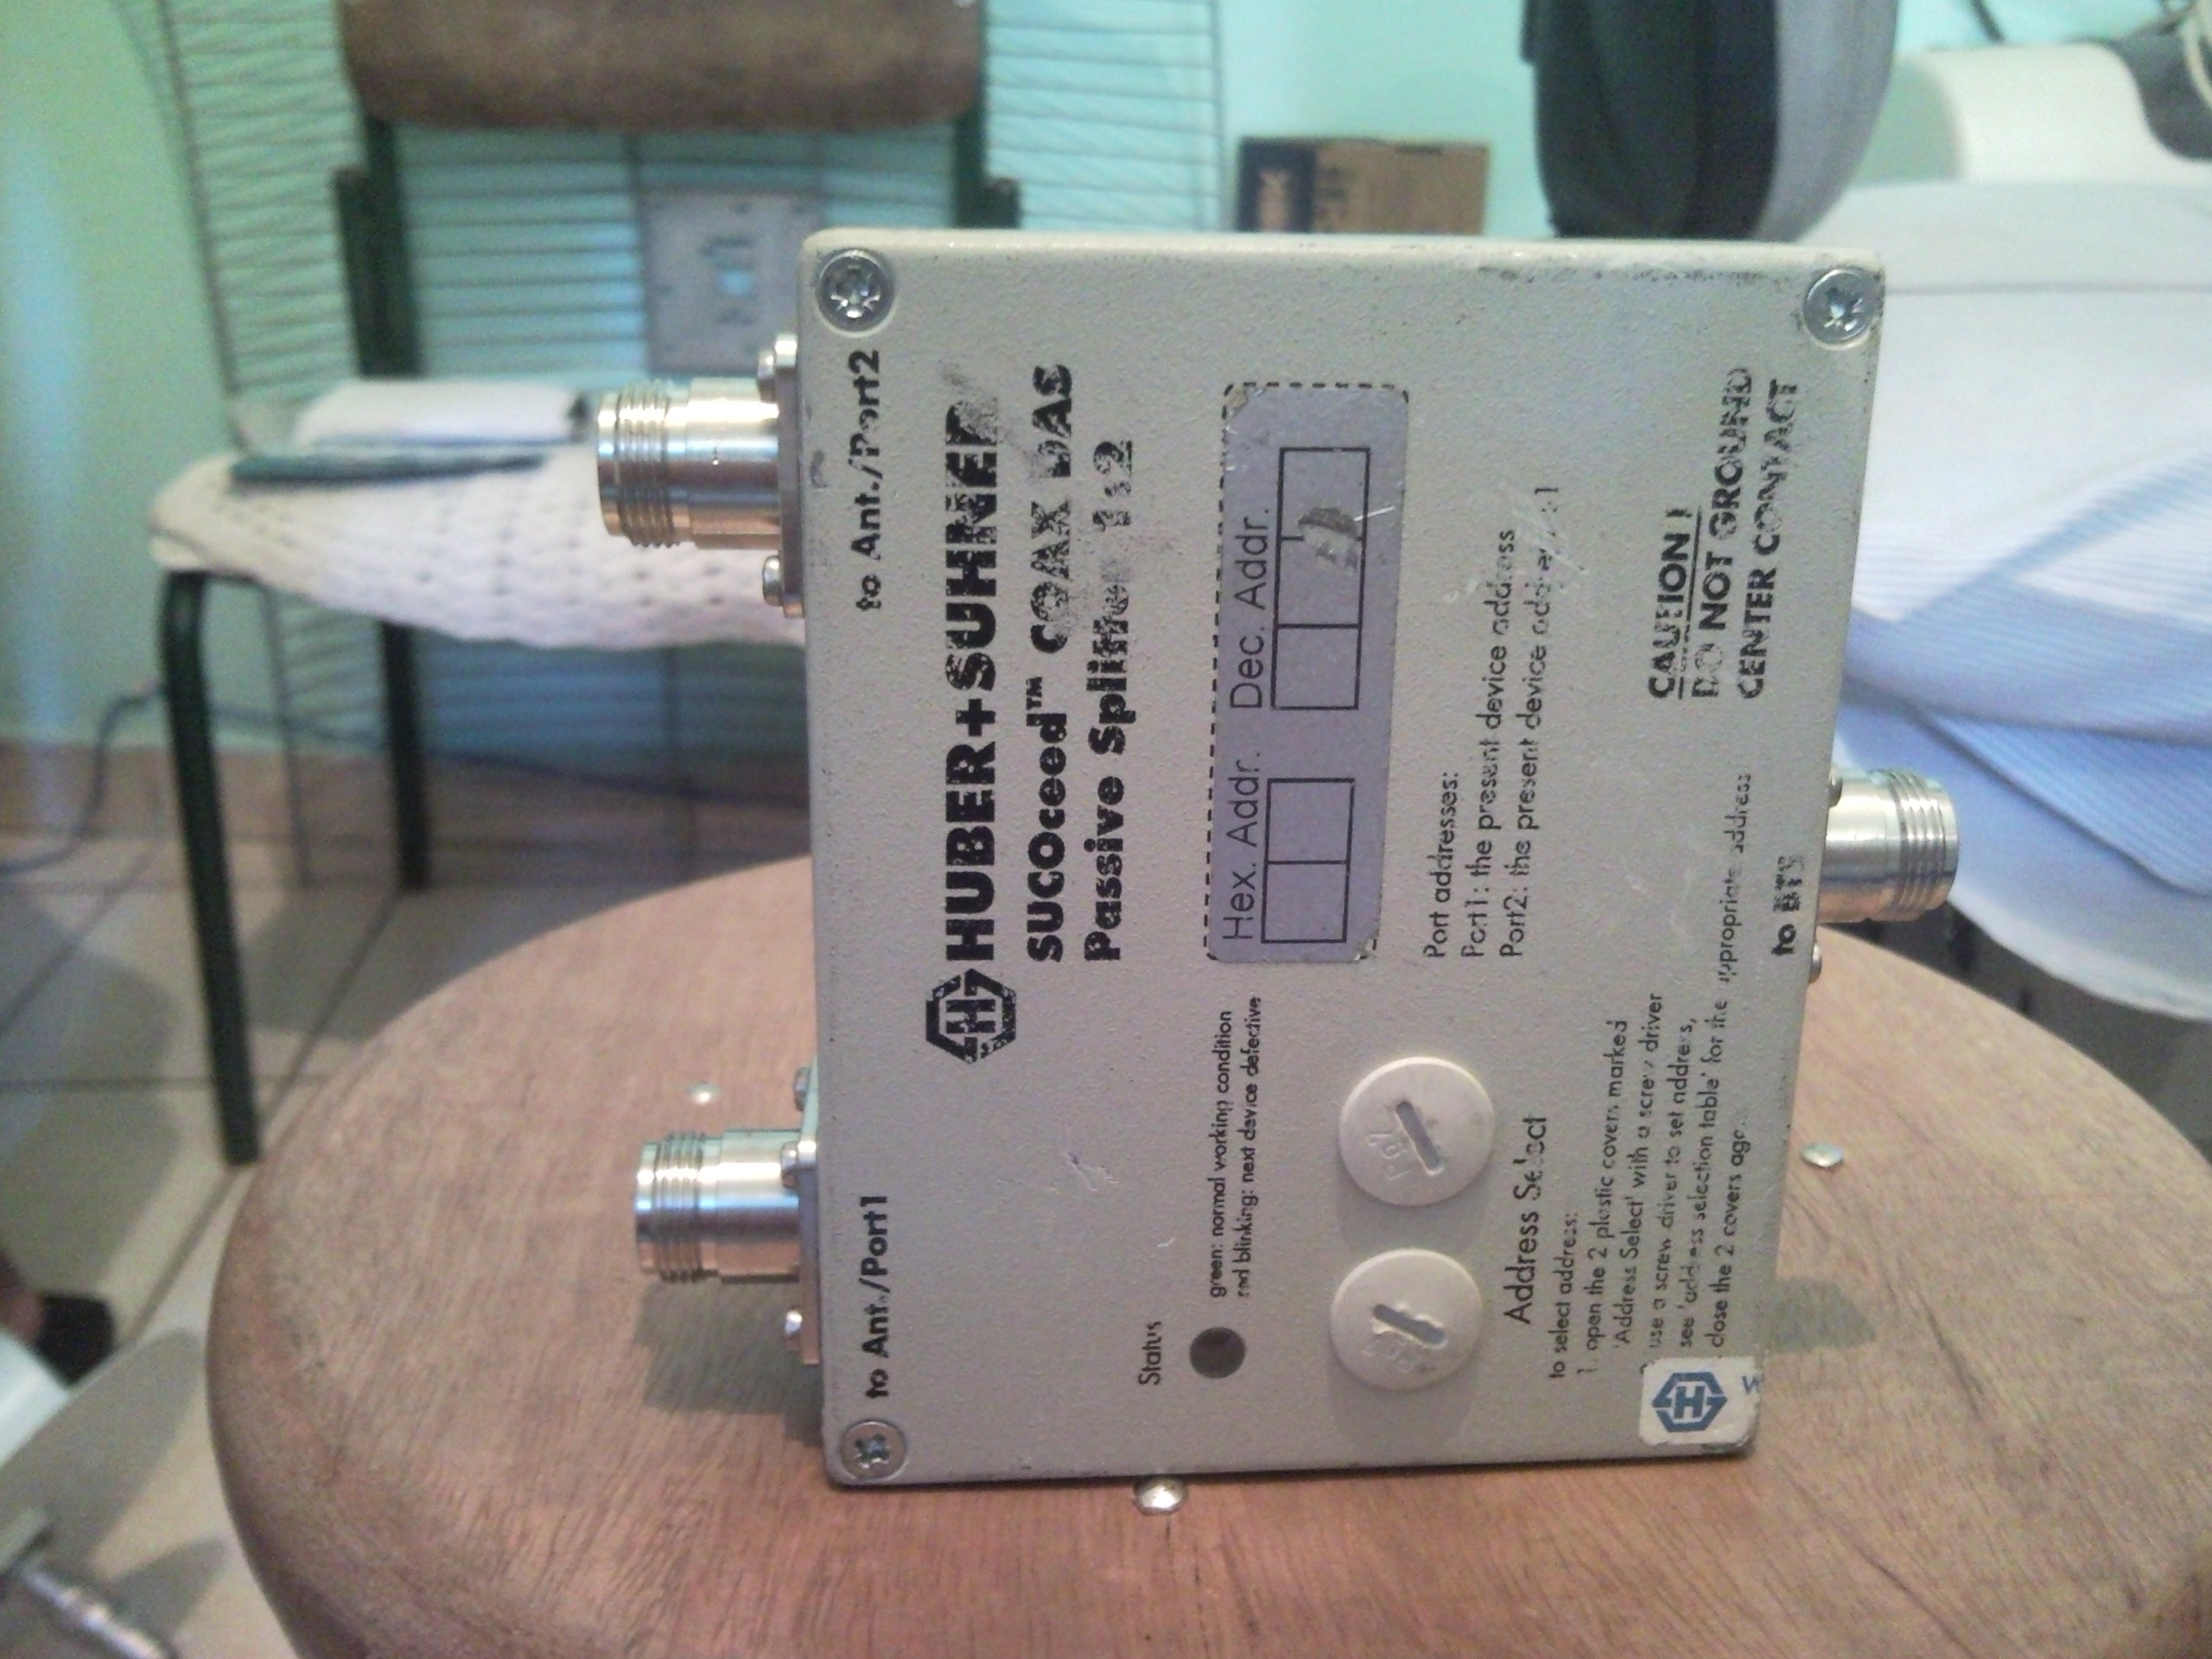 to Ant./Port1
to Ant./Port2
HUBER+SUHNER
SUCOceed™ COAX DAS
Passive Splitter 1:2
Status
green: normal working condition
red blinking: next device defective
Hex. Addr. Dec. Addr.
Address Select
to select address:
1. open the 2 plastic covers marked
'Address Select' with a screw driver
use a screw driver to set address,
see 'address selection table' for the appropriate address
close the 2 covers again
Port addresses:
Port1: the present device address
Port2: the present device address
CAUTION!
DO NOT GROUND
CENTER CONTACT
to BTS